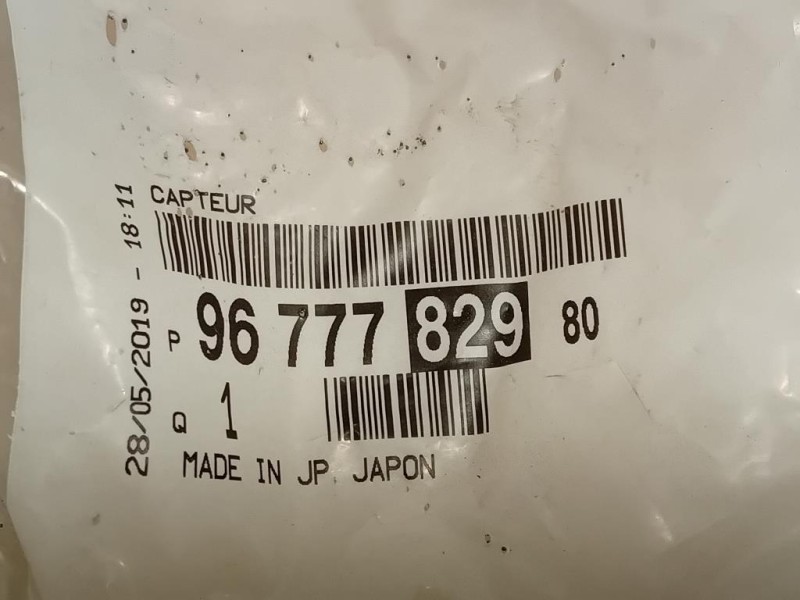 CAPTEUR
P 96 777 829 80
Q 1
MADE IN JP JAPON
28/05/2019 - 18:11